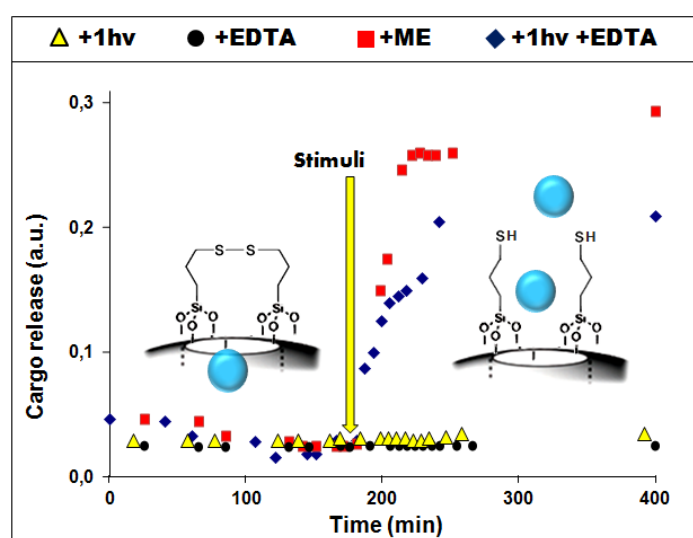 +1hv +EDTA +ME +1hv +EDTA
0,3
Stimuli
0,2
SH SH
S—S
Si Si
O O O O
O O
Si Si
O O O O
O O
0,1
0,0
0 100 200 300 400
Cargo release (a.u.)
Time (min)